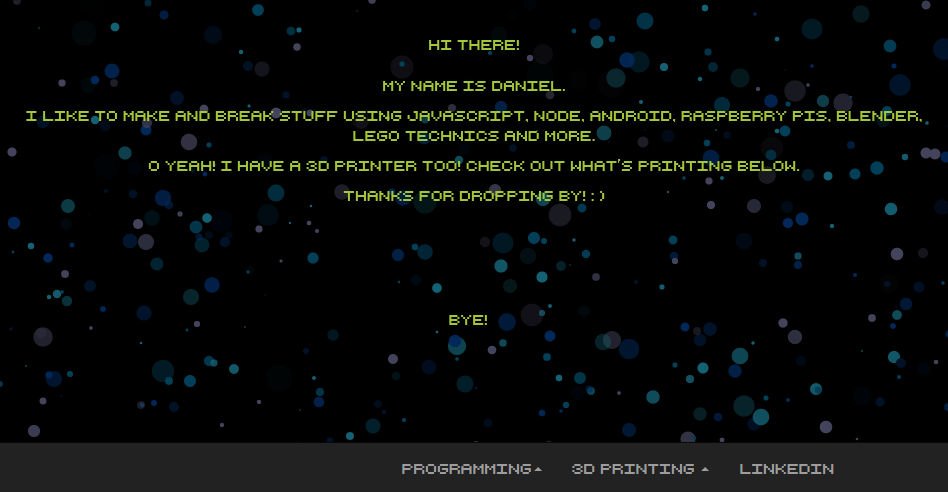 HI THERE!
MY NAME IS DANIEL.
I LIKE TO MAKE AND BREAK STUFF USING JAVASCRIPT, NODE, ANDROID, RASPBERRY PIS, BLENDER,
LEGO TECHNICS AND MORE.
O YEAH! I HAVE A 3D PRINTER TOO! CHECK OUT WHAT'S PRINTING BELOW.
THANKS FOR DROPPING BY! :)
BYE!
PROGRAMMING 3D PRINTING LINKEDIN